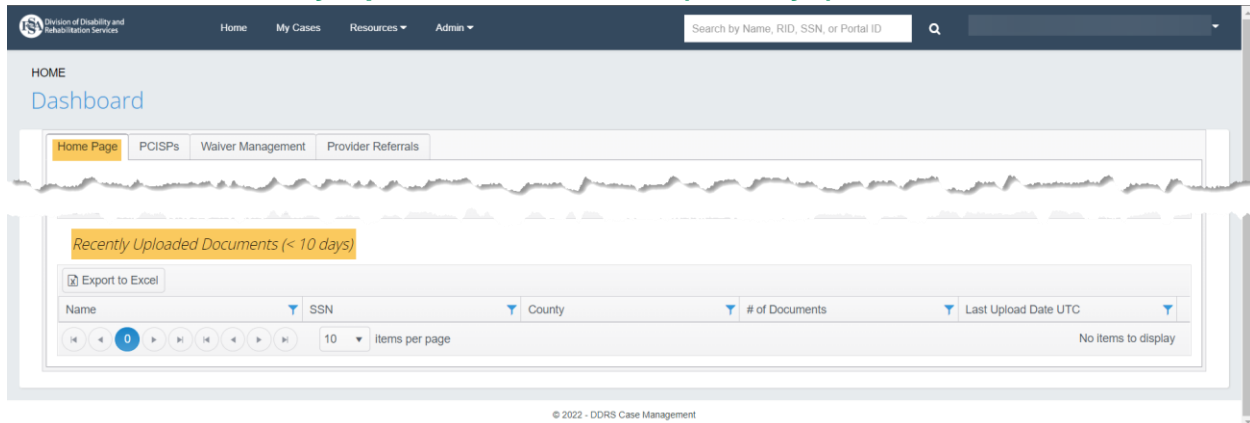 Division of Disability and
Rehabilitation Services
Home My Cases Resources Admin
Search by Name, RID, SSN, or Portal ID
HOME
Dashboard
Home Page PCISPs Waiver Management Provider Referrals
Recently Uploaded Documents (< 10 days)
Export to Excel
Name SSN County # of Documents Last Upload Date UTC
0 10 items per page No items to display
© 2022 - DDRS Case Management